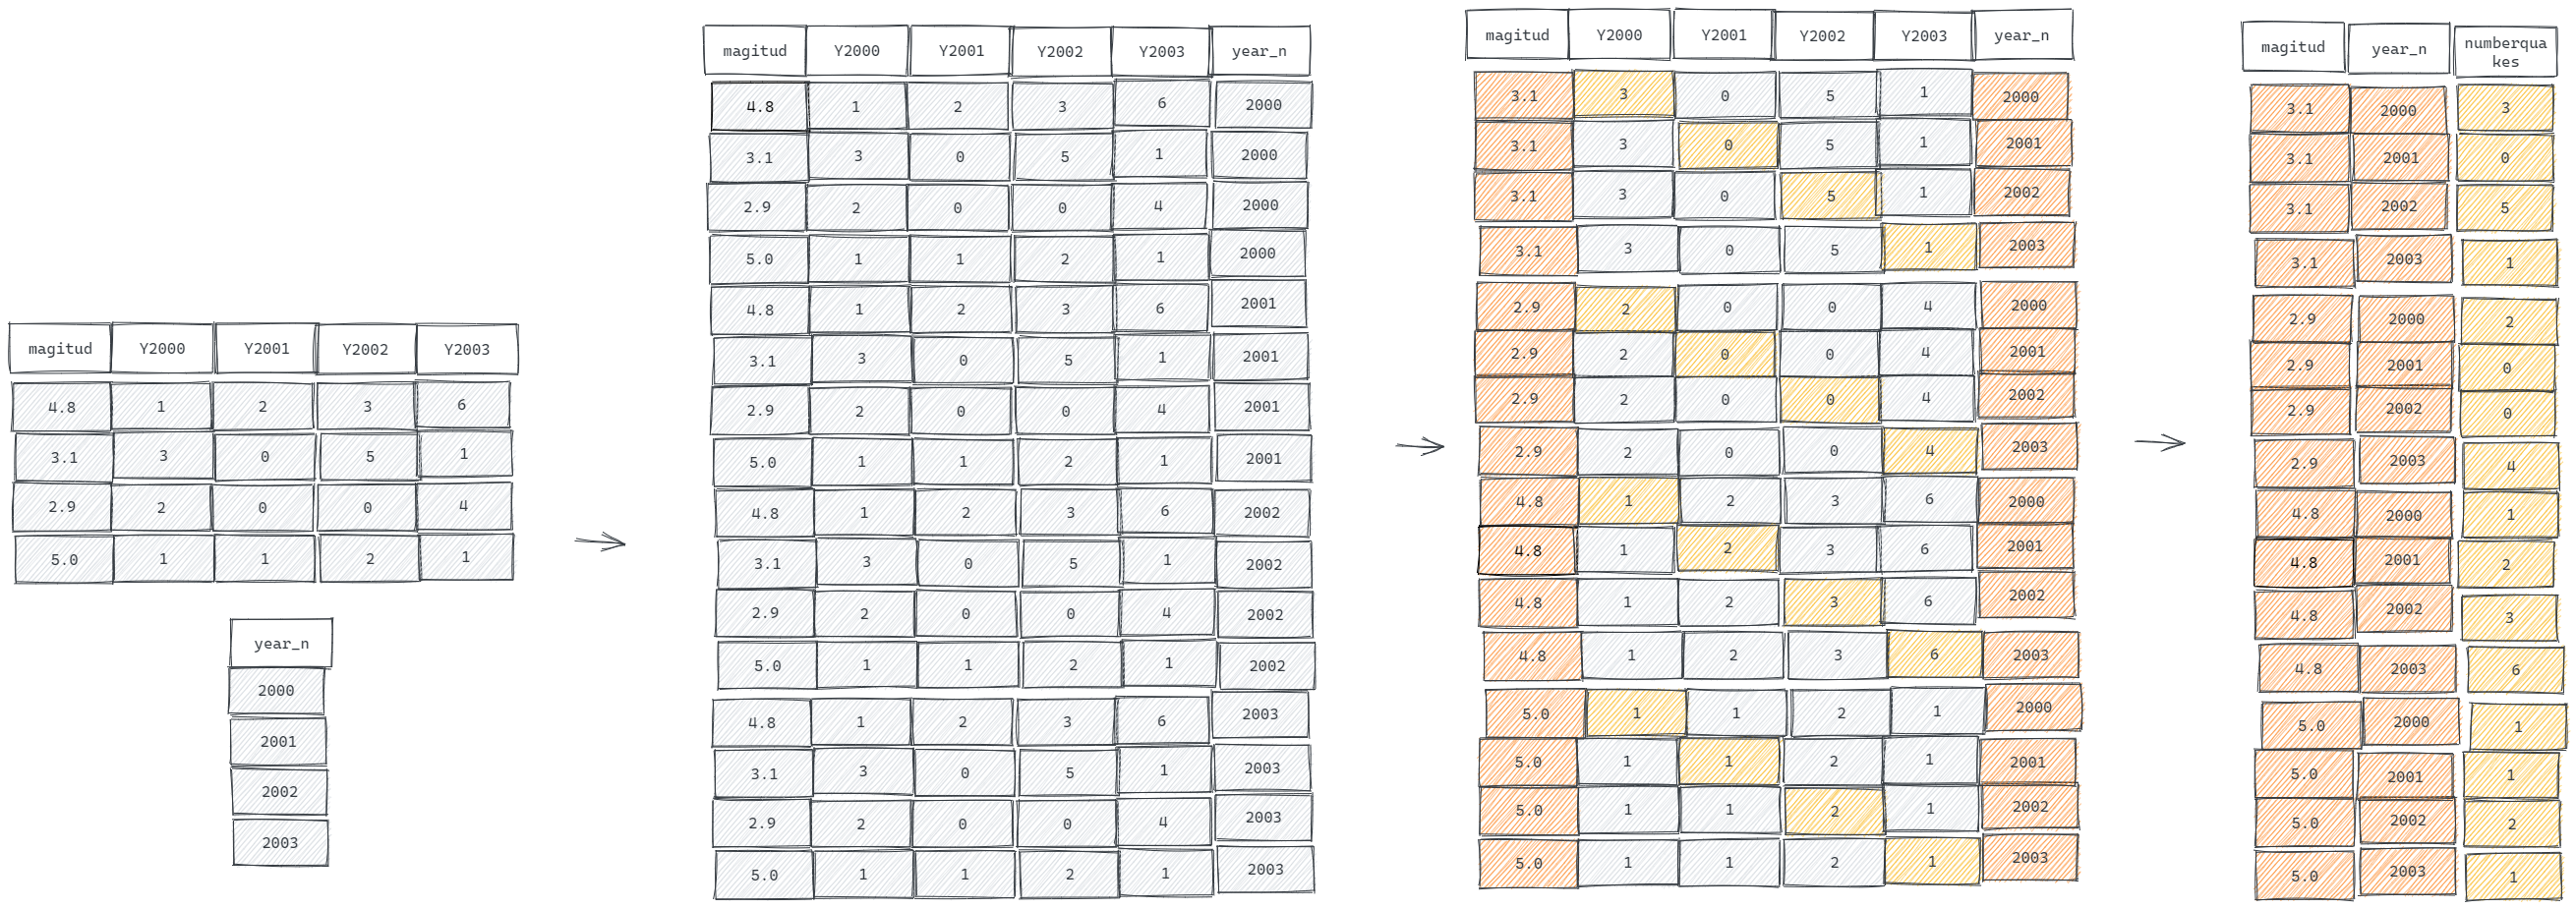 magitud Y2000 Y2001 Y2002 Y2003
4.8 1 2 3 6
3.1 3 0 5 1
2.9 2 0 0 4
5.0 1 1 2 1
year_n
2000
2001
2002
2003
magitud Y2000 Y2001 Y2002 Y2003 year_n
4.8 1 2 3 6 2000
3.1 3 0 5 1 2000
2.9 2 0 0 4 2000
5.0 1 1 2 1 2000
4.8 1 2 3 6 2001
3.1 3 0 5 1 2001
2.9 2 0 0 4 2001
5.0 1 1 2 1 2001
4.8 1 2 3 6 2002
3.1 3 0 5 1 2002
2.9 2 0 0 4 2002
5.0 1 1 2 1 2002
4.8 1 2 3 6 2003
3.1 3 0 5 1 2003
2.9 2 0 0 4 2003
5.0 1 1 2 1 2003
magitud Y2000 Y2001 Y2002 Y2003 year_n
3.1 3 0 5 1 2000
3.1 3 0 5 1 2001
3.1 3 0 5 1 2002
3.1 3 0 5 1 2003
2.9 2 0 0 4 2000
2.9 2 0 0 4 2001
2.9 2 0 0 4 2002
2.9 2 0 0 4 2003
4.8 1 2 3 6 2000
4.8 1 2 3 6 2001
4.8 1 2 3 6 2002
4.8 1 2 3 6 2003
5.0 1 1 2 1 2000
5.0 1 1 2 1 2001
5.0 1 1 2 1 2002
5.0 1 1 2 1 2003
magitud year_n numberqua
kes
3.1 2000 3
3.1 2001 0
3.1 2002 5
3.1 2003 1
2.9 2000 2
2.9 2001 0
2.9 2002 0
2.9 2003 4
4.8 2000 1
4.8 2001 2
4.8 2002 3
4.8 2003 6
5.0 2000 1
5.0 2001 1
5.0 2002 2
5.0 2003 1